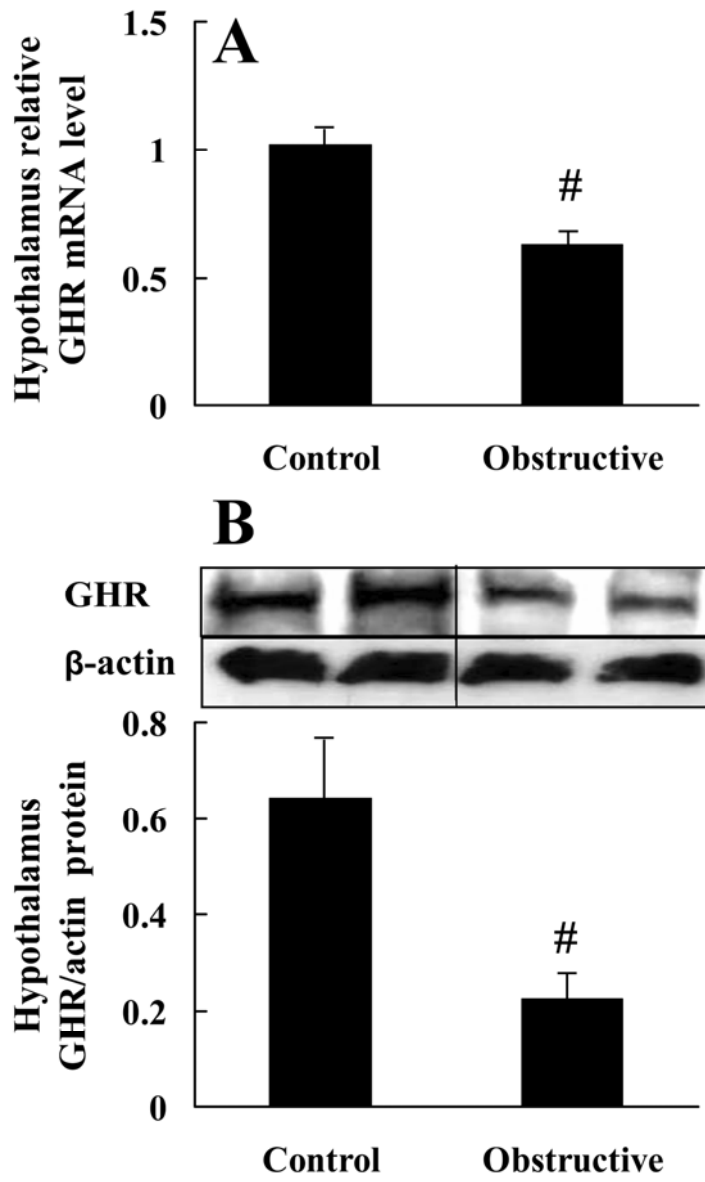 A
Hypothalamus relative
GHR mRNA level
1.5
1
0.5
0
#
Control Obstructive
B
GHR
β-actin
Hypothalamus
GHR/actin protein
0.8
0.6
0.4
0.2
0
#
Control Obstructive